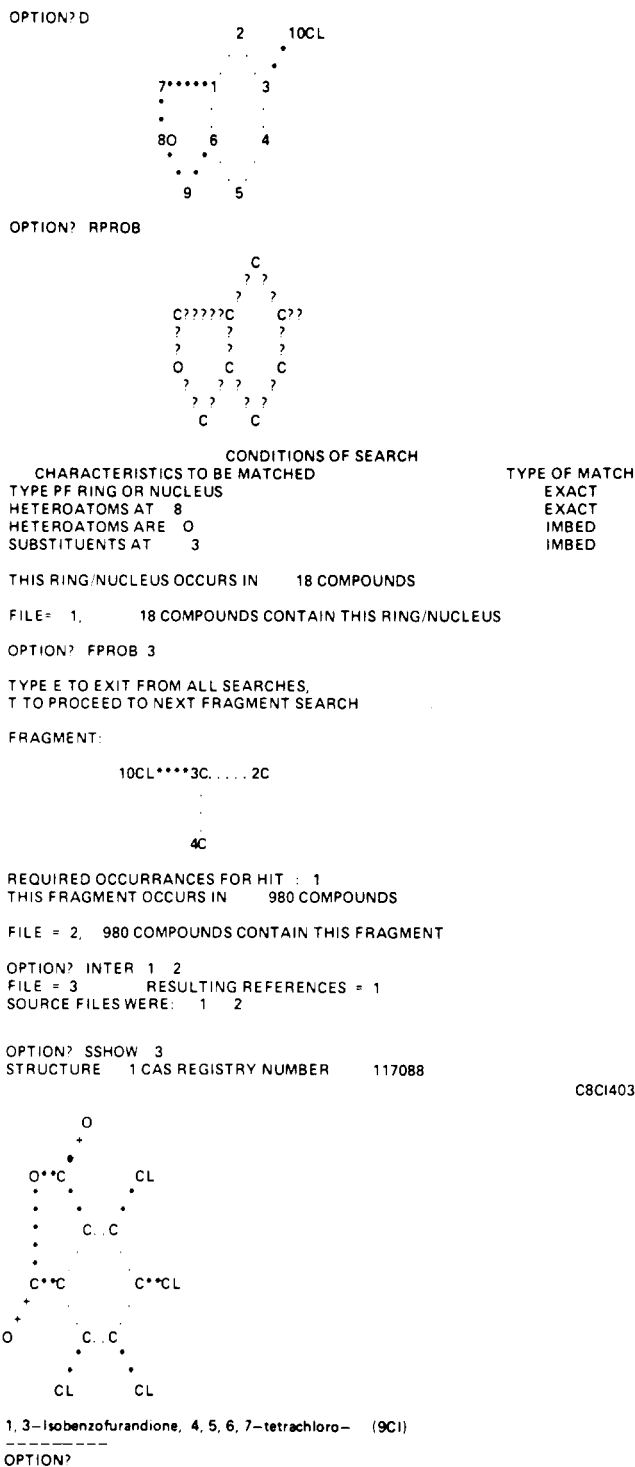 OPTION? D
2 10CL
7*****1 3
8O 6 4
9 5
OPTION? RPROB
C
? ?
? ?
C?????C C??
? ? ?
? ? ?
O C C
? ? ? ?
? ? ? ?
C C
CONDITIONS OF SEARCH
CHARACTERISTICS TO BE MATCHED TYPE OF MATCH
TYPE PF RING OR NUCLEUS EXACT
HETEROATOMS AT 8 EXACT
HETEROATOMS ARE O IMBED
SUBSTITUENTS AT 3 IMBED
THIS RING/NUCLEUS OCCURS IN 18 COMPOUNDS
FILE= 1, 18 COMPOUNDS CONTAIN THIS RING/NUCLEUS
OPTION? FPROB 3
TYPE E TO EXIT FROM ALL SEARCHES,
T TO PROCEED TO NEXT FRAGMENT SEARCH
FRAGMENT:
10CL****3C.....2C
4C
REQUIRED OCCURRANCES FOR HIT : 1
THIS FRAGMENT OCCURS IN 980 COMPOUNDS
FILE = 2, 980 COMPOUNDS CONTAIN THIS FRAGMENT
OPTION? INTER 1 2
FILE = 3 RESULTING REFERENCES = 1
SOURCE FILES WERE: 1 2
OPTION? SSHOW 3
STRUCTURE 1 CAS REGISTRY NUMBER 117088
C8Cl4O3
O
+
O**C CL
C..C
C**C C**CL
+
+
O C..C
CL CL
1, 3–Isobenzofurandione, 4, 5, 6, 7–tetrachloro– (9CI)
----------
OPTION?